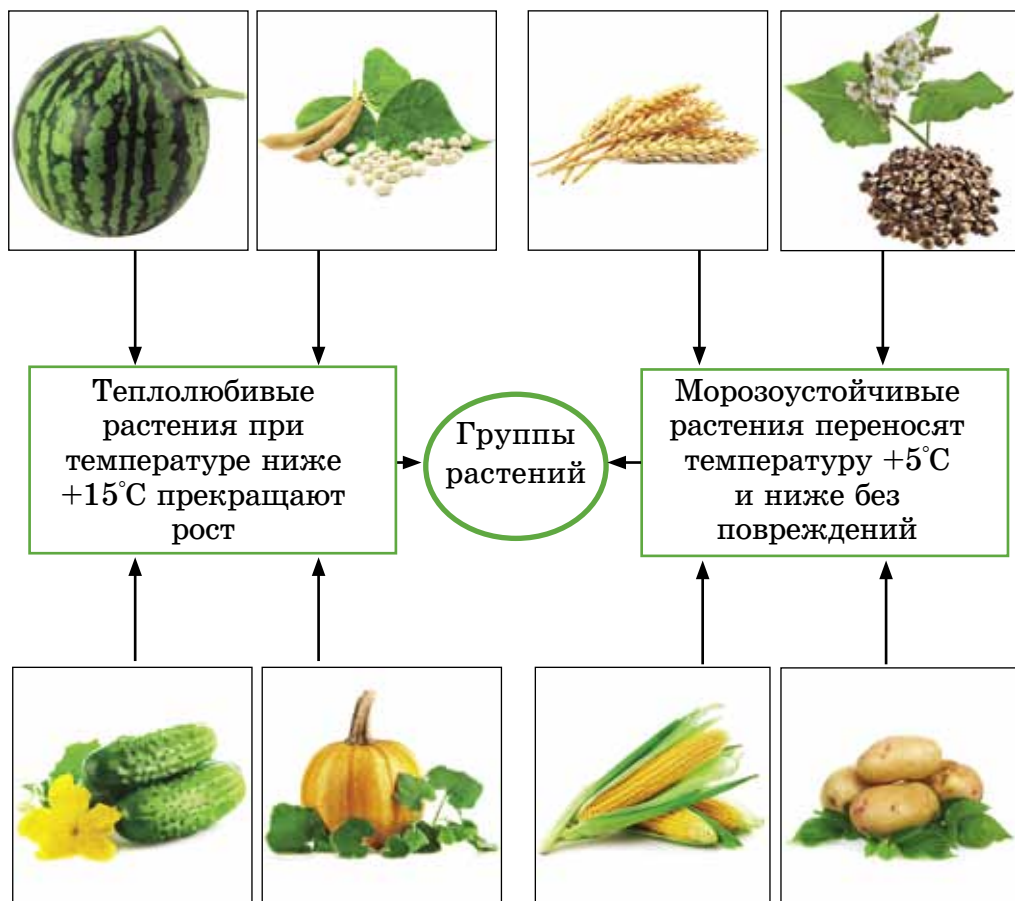 Теплолюбивые
растения при
температуре ниже
+15°C прекращают
рост
Группы
растений
Морозоустойчивые
растения переносят
температуру +5°C
и ниже без
повреждений